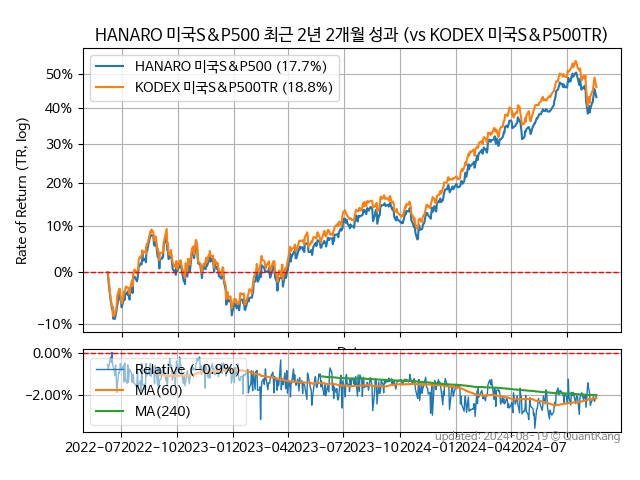 HANARO 미국S&P500 최근 2년 2개월 성과 (vs KODEX 미국S&P500TR)
HANARO 미국S&P500 (17.7%)
KODEX 미국S&P500TR (18.8%)
Rate of Return (TR, log)
50%
40%
30%
20%
10%
0%
−10%
0.00%
−2.00%
Relative (−0.9%)
MA(60)
MA(240)
2022-07 2022-10 2023-01 2023-04 2023-07 2023-10 2024-01 2024-04 2024-07
updated: 2024-08-19 © QuantKang